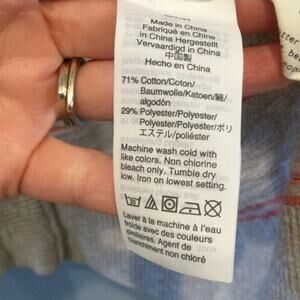 Made in China
Fabriqué en Chine
In China Hergestellt
Vervaardigd in China
中国製
Hecho en China
71% Cotton/Coton/
Baumwolle/Katoen/綿/
algodón
29% Polyester/Polyester/
Polyester/Polyester/ポリ
エステル/poliéster
Machine wash cold with
like colors. Non chlorine
bleach only. Tumble dry
low. Iron on lowest setting.
Laver à la machine à l'eau
froide avec des couleurs
similaires. Agent de
non chloré